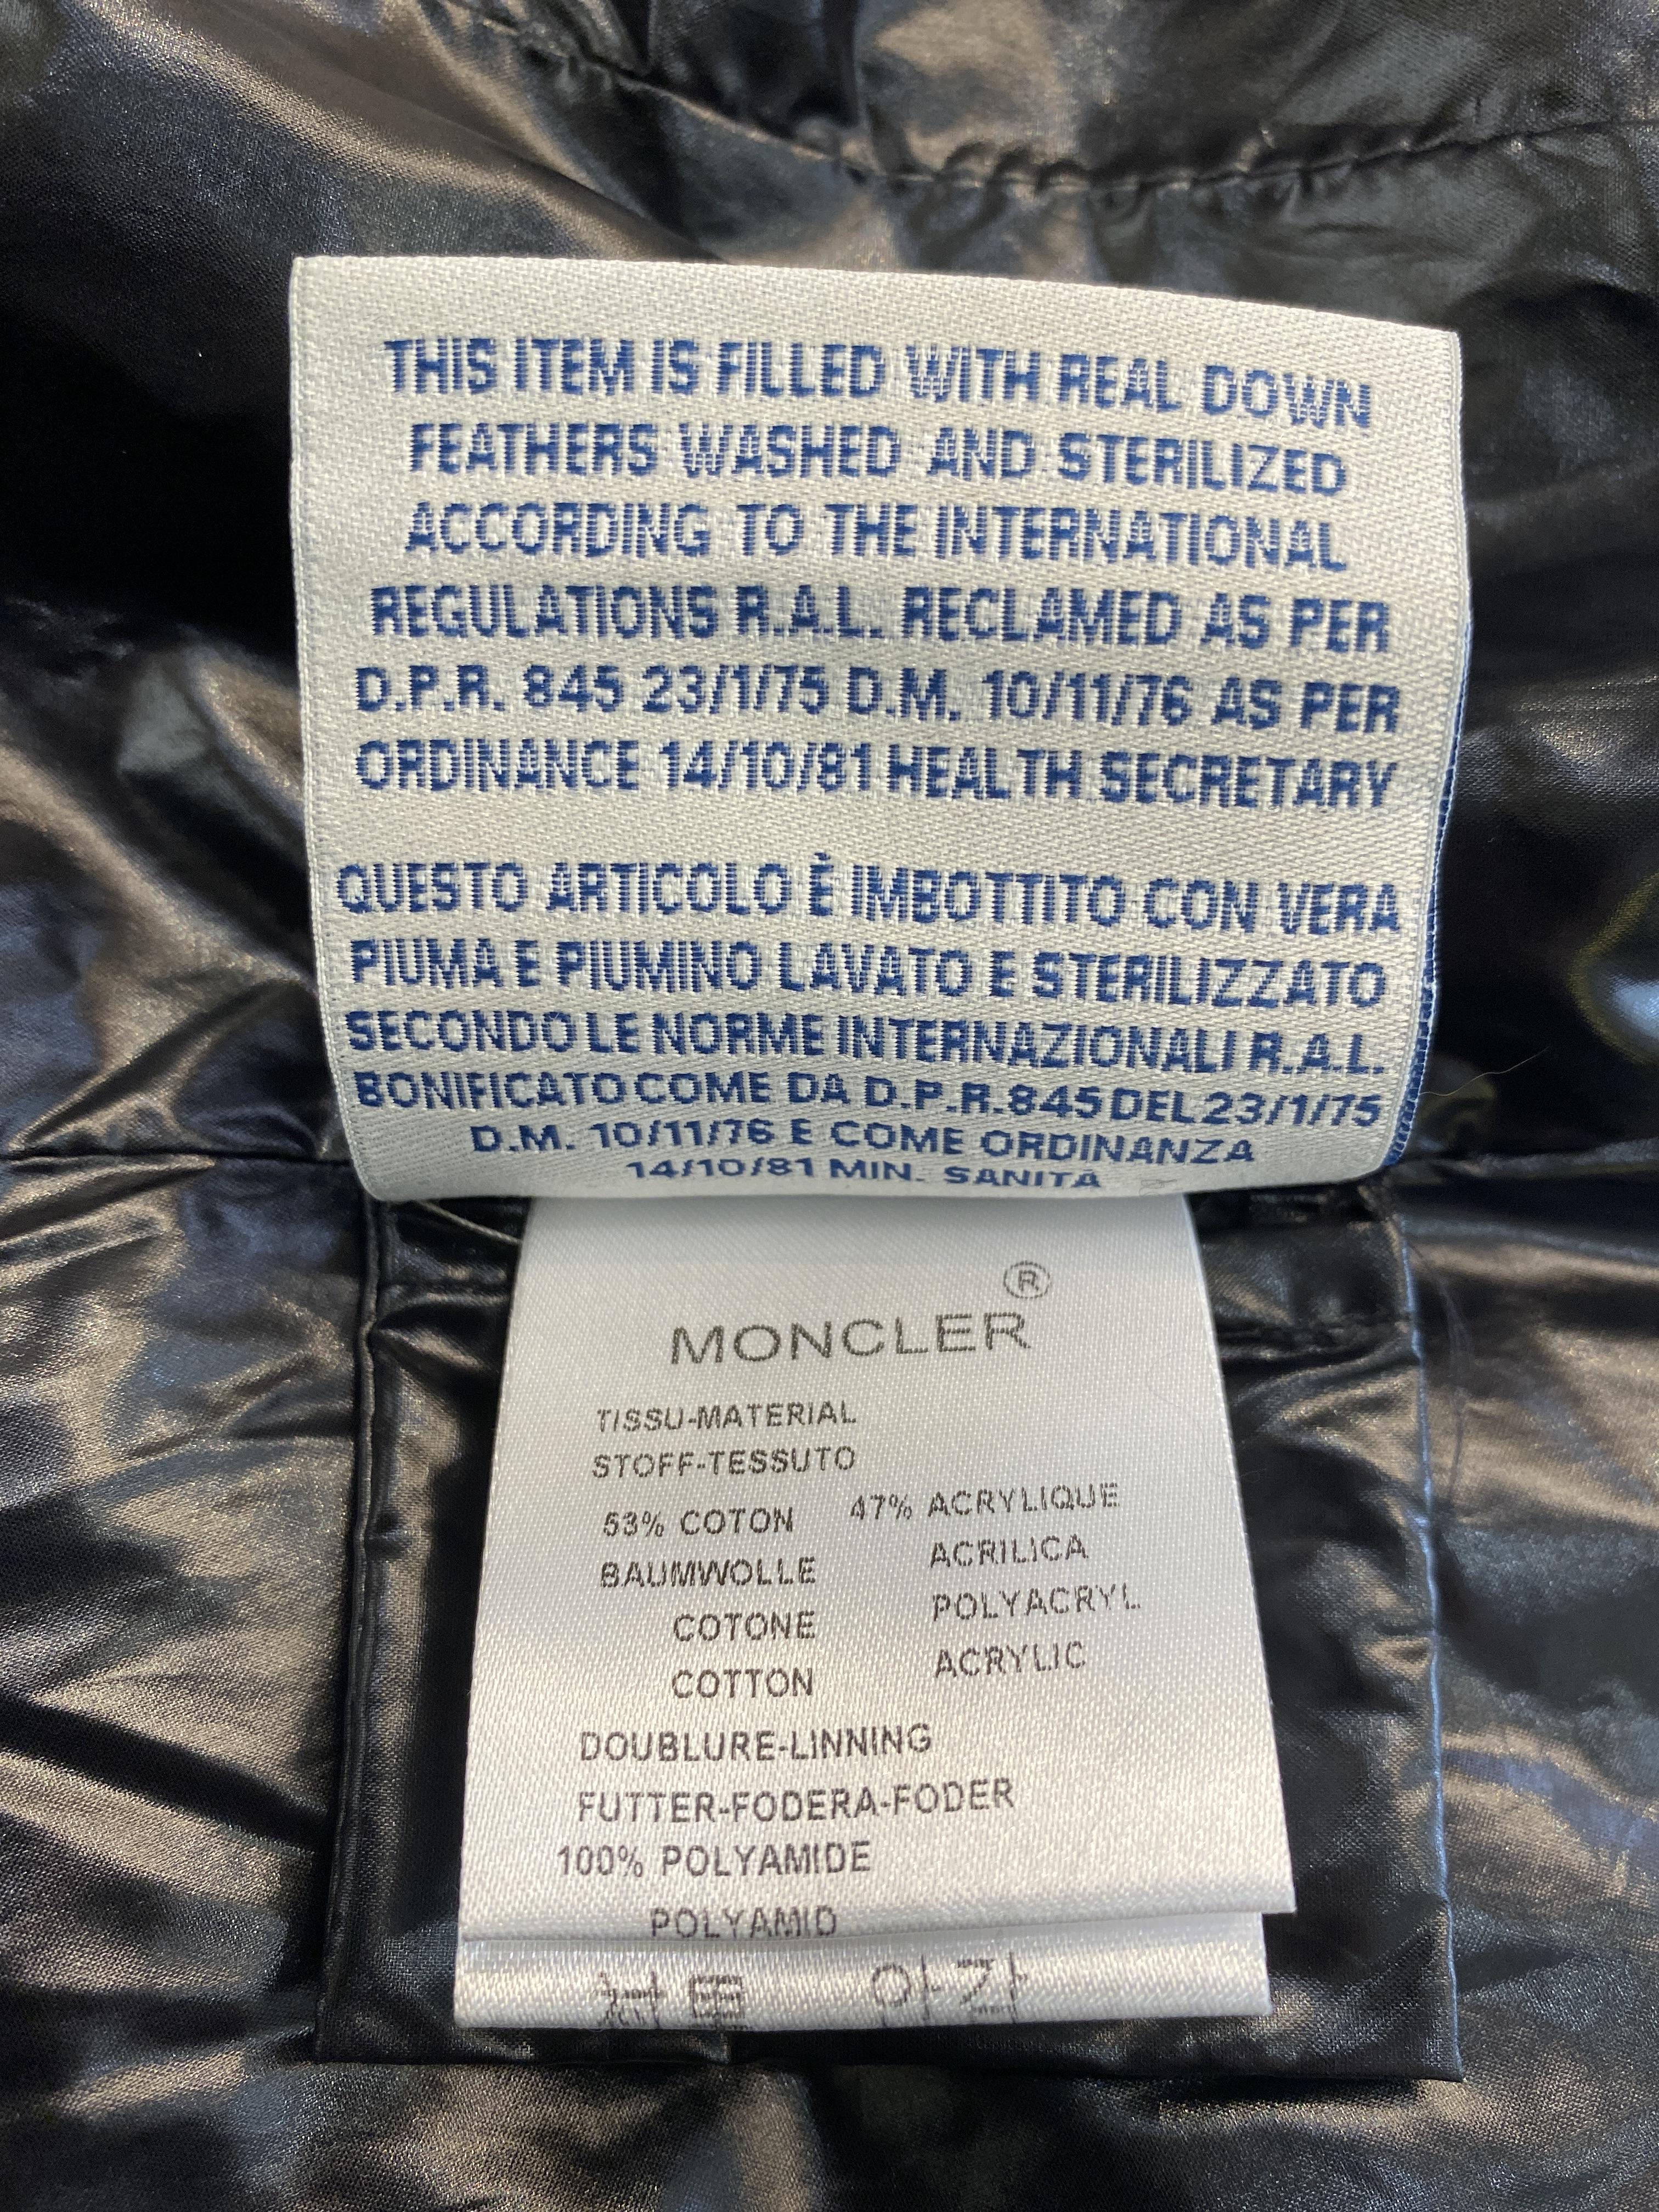 THIS ITEM IS FILLED WITH REAL DOWN
FEATHERS WASHED AND STERILIZED
ACCORDING TO THE INTERNATIONAL
REGULATIONS R.A.L. RECLAMED AS PER
D.P.R. 845 23/1/75 D.M. 10/11/76 AS PER
ORDINANCE 14/10/81 HEALTH SECRETARY
QUESTO ARTICOLO È IMBOTTITO CON VERA
PIUMA E PIUMINO LAVATO E STERILIZZATO
SECONDO LE NORME INTERNAZIONALI R.A.L.
BONIFICATO COME DA D.P.R.845 DEL 23/1/75
D.M. 10/11/76 E COME ORDINANZA
14/10/81 MIN. SANITÀ
MONCLER®
TISSU-MATERIAL
STOFF-TESSUTO
53% COTON 47% ACRYLIQUE
BAUMWOLLE ACRILICA
COTONE POLYACRYL
COTTON ACRYLIC
DOUBLURE-LINNING
FUTTER-FODERA-FODER
100% POLYAMIDE
POLYAMID